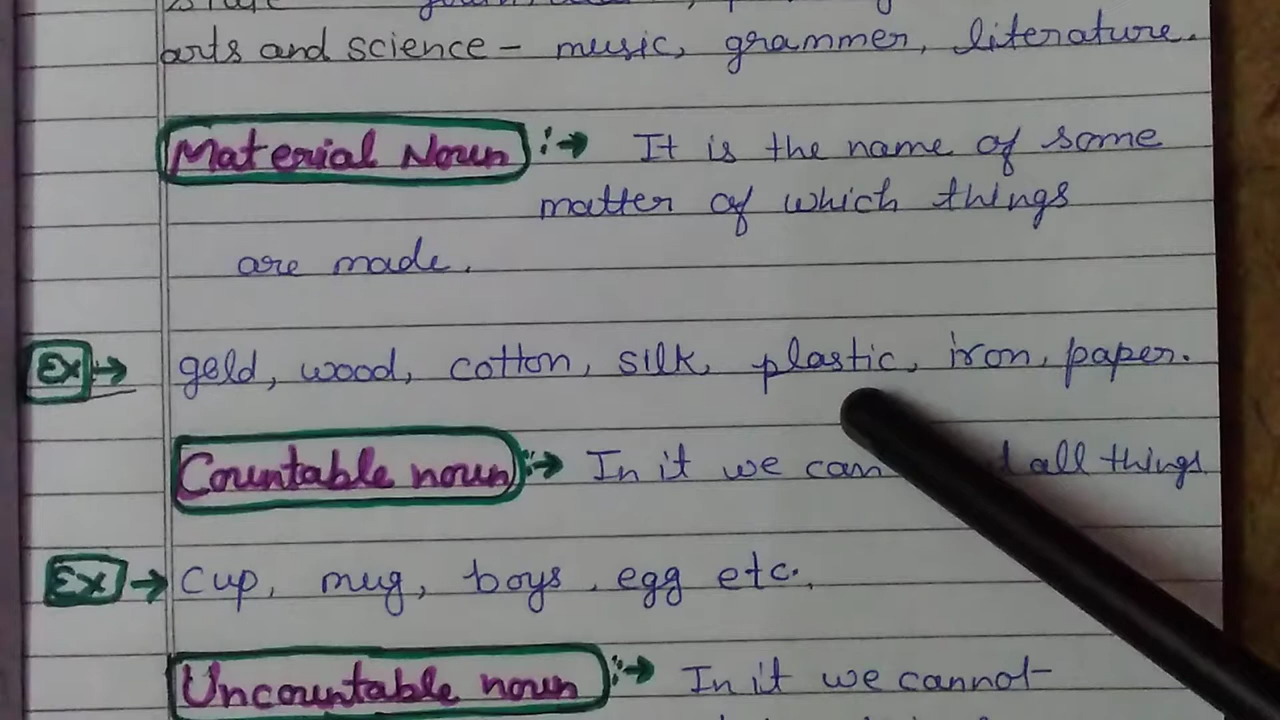 arts and science - music, grammer, literature.
Material Noun :→ It is the name of some
matter of which things
are made.
Ex → geld, wood, cotton, silk, plastic, iron, paper.
Countable noun :→ In it we can all things
Ex → cup, mug, boys, egg etc.,
Uncountable noun :→ In it we cannot